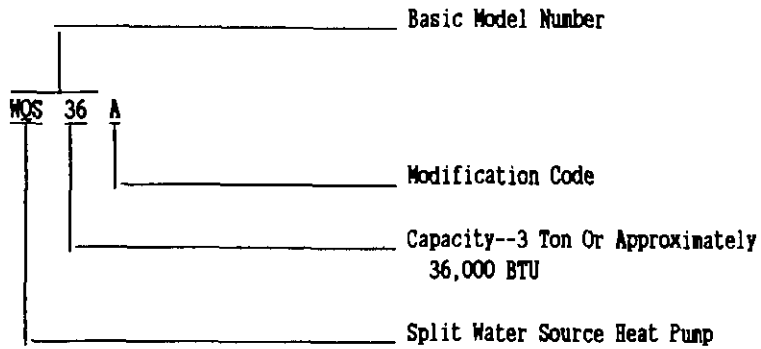 Basic Model Number
WQS 36 A
Modification Code
Capacity--3 Ton Or Approximately
36,000 BTU
Split Water Source Heat Pump